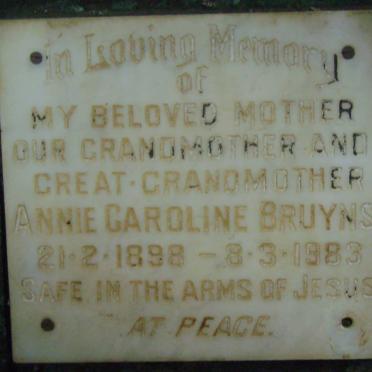 In Loving Memory
of
MY BELOVED MOTHER
OUR GRANDMOTHER AND
GREAT-GRANDMOTHER
ANNIE CAROLINE BRUYNS
21·2·1898 – 8·3·1983
SAFE IN THE ARMS OF JESUS
AT PEACE.